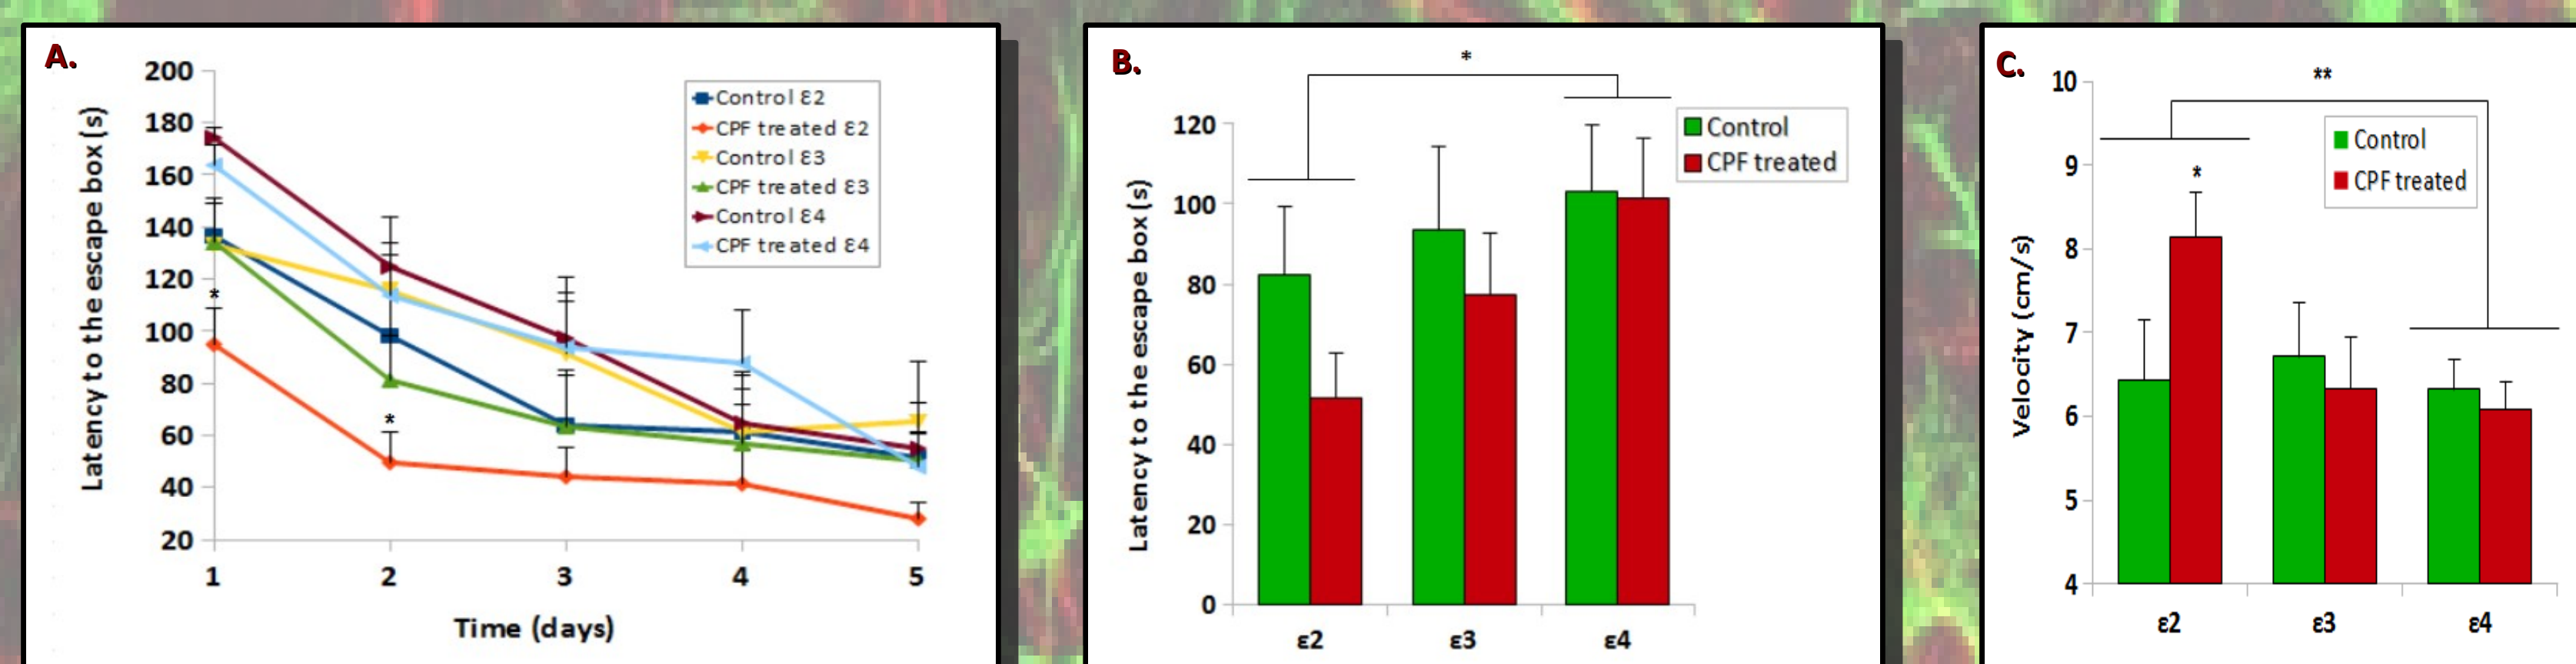 A.
200
180
160
140
120
100
80
60
40
20
Latency to the escape box (s)
Control ε2
CPF treated ε2
Control ε3
CPF treated ε3
Control ε4
CPF treated ε4
*
*
1 2 3 4 5
Time (days)
B.
*
120
100
80
60
40
20
0
Latency to the escape box (s)
Control
CPF treated
ε2 ε3 ε4
C.
**
*
10
9
8
7
6
5
4
Velocity (cm/s)
Control
CPF treated
ε2 ε3 ε4